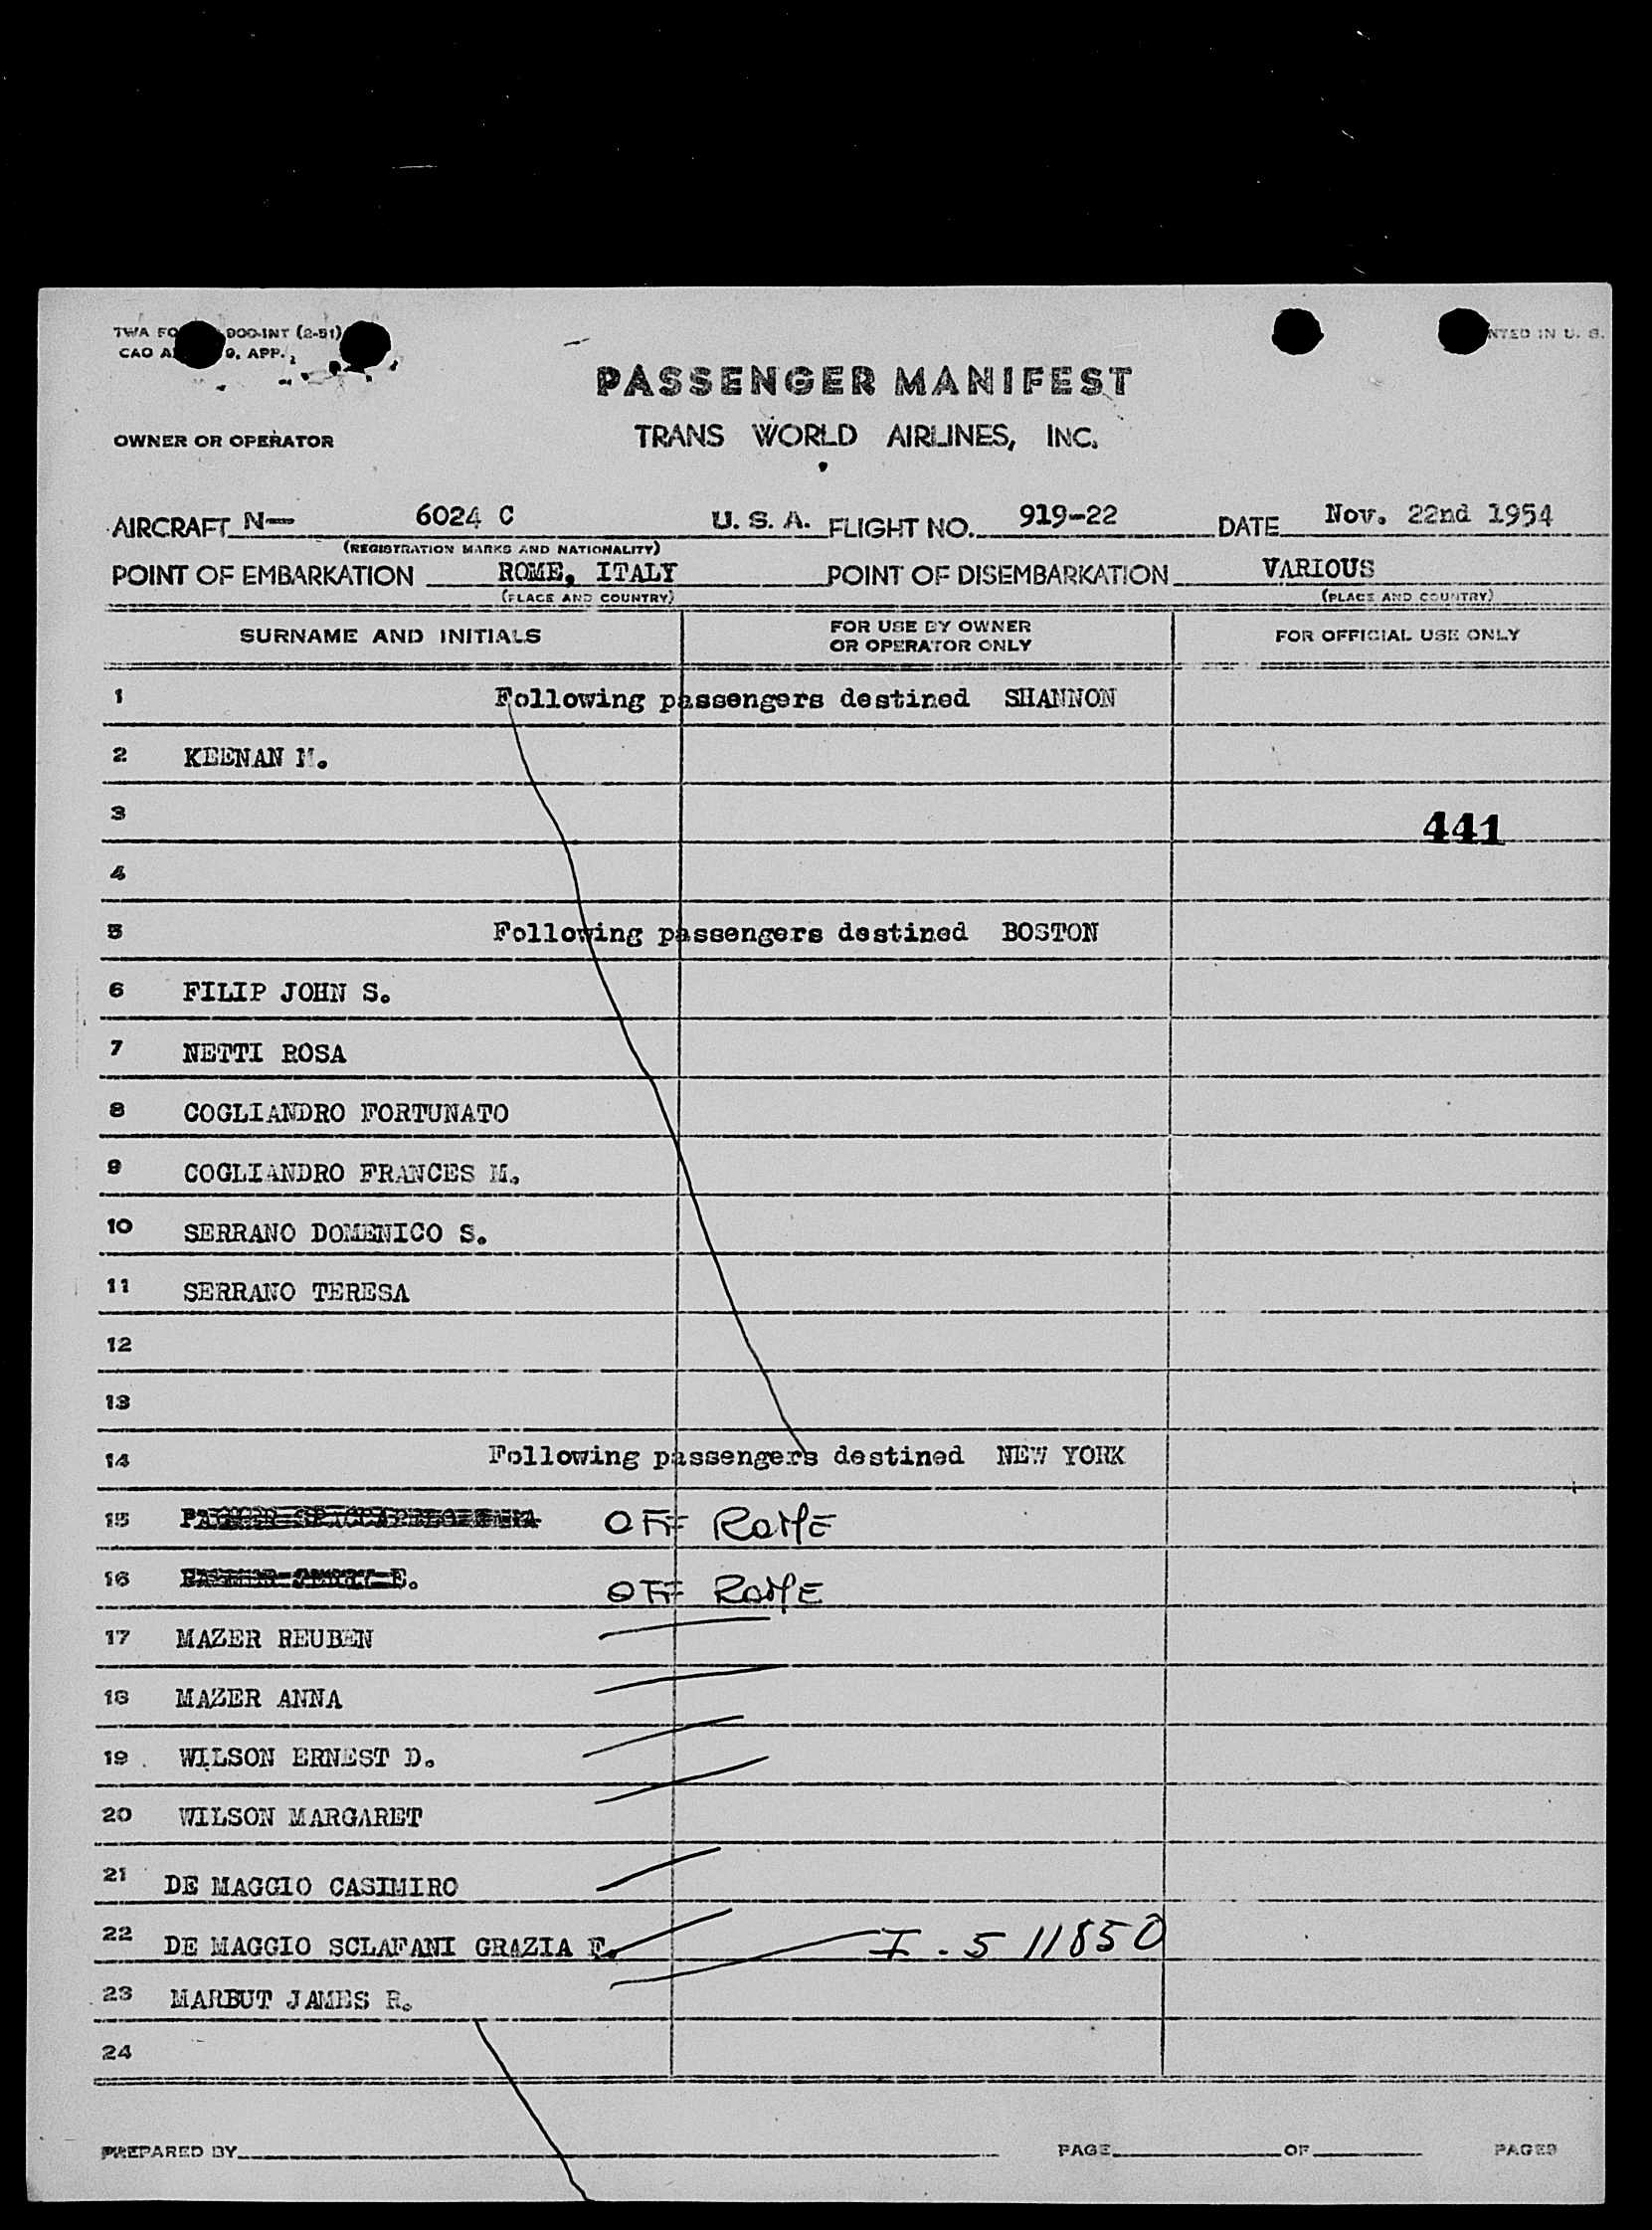 TWA FO 900-INT (2-51)
CAO A 9, APP. 2
NTED IN U. S.
PASSENGER MANIFEST
OWNER OR OPERATOR TRANS WORLD AIRLINES, INC.
AIRCRAFT N- 6024 C U. S. A. FLIGHT NO. 919-22 DATE Nov. 22nd 1954
(REGISTRATION MARKS AND NATIONALITY)
POINT OF EMBARKATION ROME, ITALY POINT OF DISEMBARKATION VARIOUS
(PLACE AND COUNTRY) (PLACE AND COUNTRY)
SURNAME AND INITIALS FOR USE BY OWNER OR OPERATOR ONLY FOR OFFICIAL USE ONLY
1 Following passengers destined SHANNON
2 KEENAN M.
3 441
4
5 Following passengers destined BOSTON
6 FILIP JOHN S.
7 NETTI ROSA
8 COGLIANDRO FORTUNATO
9 COGLIANDRO FRANCES M.
10 SERRANO DOMENICO S.
11 SERRANO TERESA
12
13
14 Following passengers destined NEW YORK
15 OFF ROME
16 E. OFF ROME
17 MAZER REUBEN
18 MAZER ANNA
19 WILSON ERNEST D.
20 WILSON MARGARET
21 DE MAGGIO CASIMIRO
22 DE MAGGIO SCLAFANI GRAZIA F. I - 5 11850
23 MARBUT JAMES R.
24
PREPARED BY PAGE OF PAGES